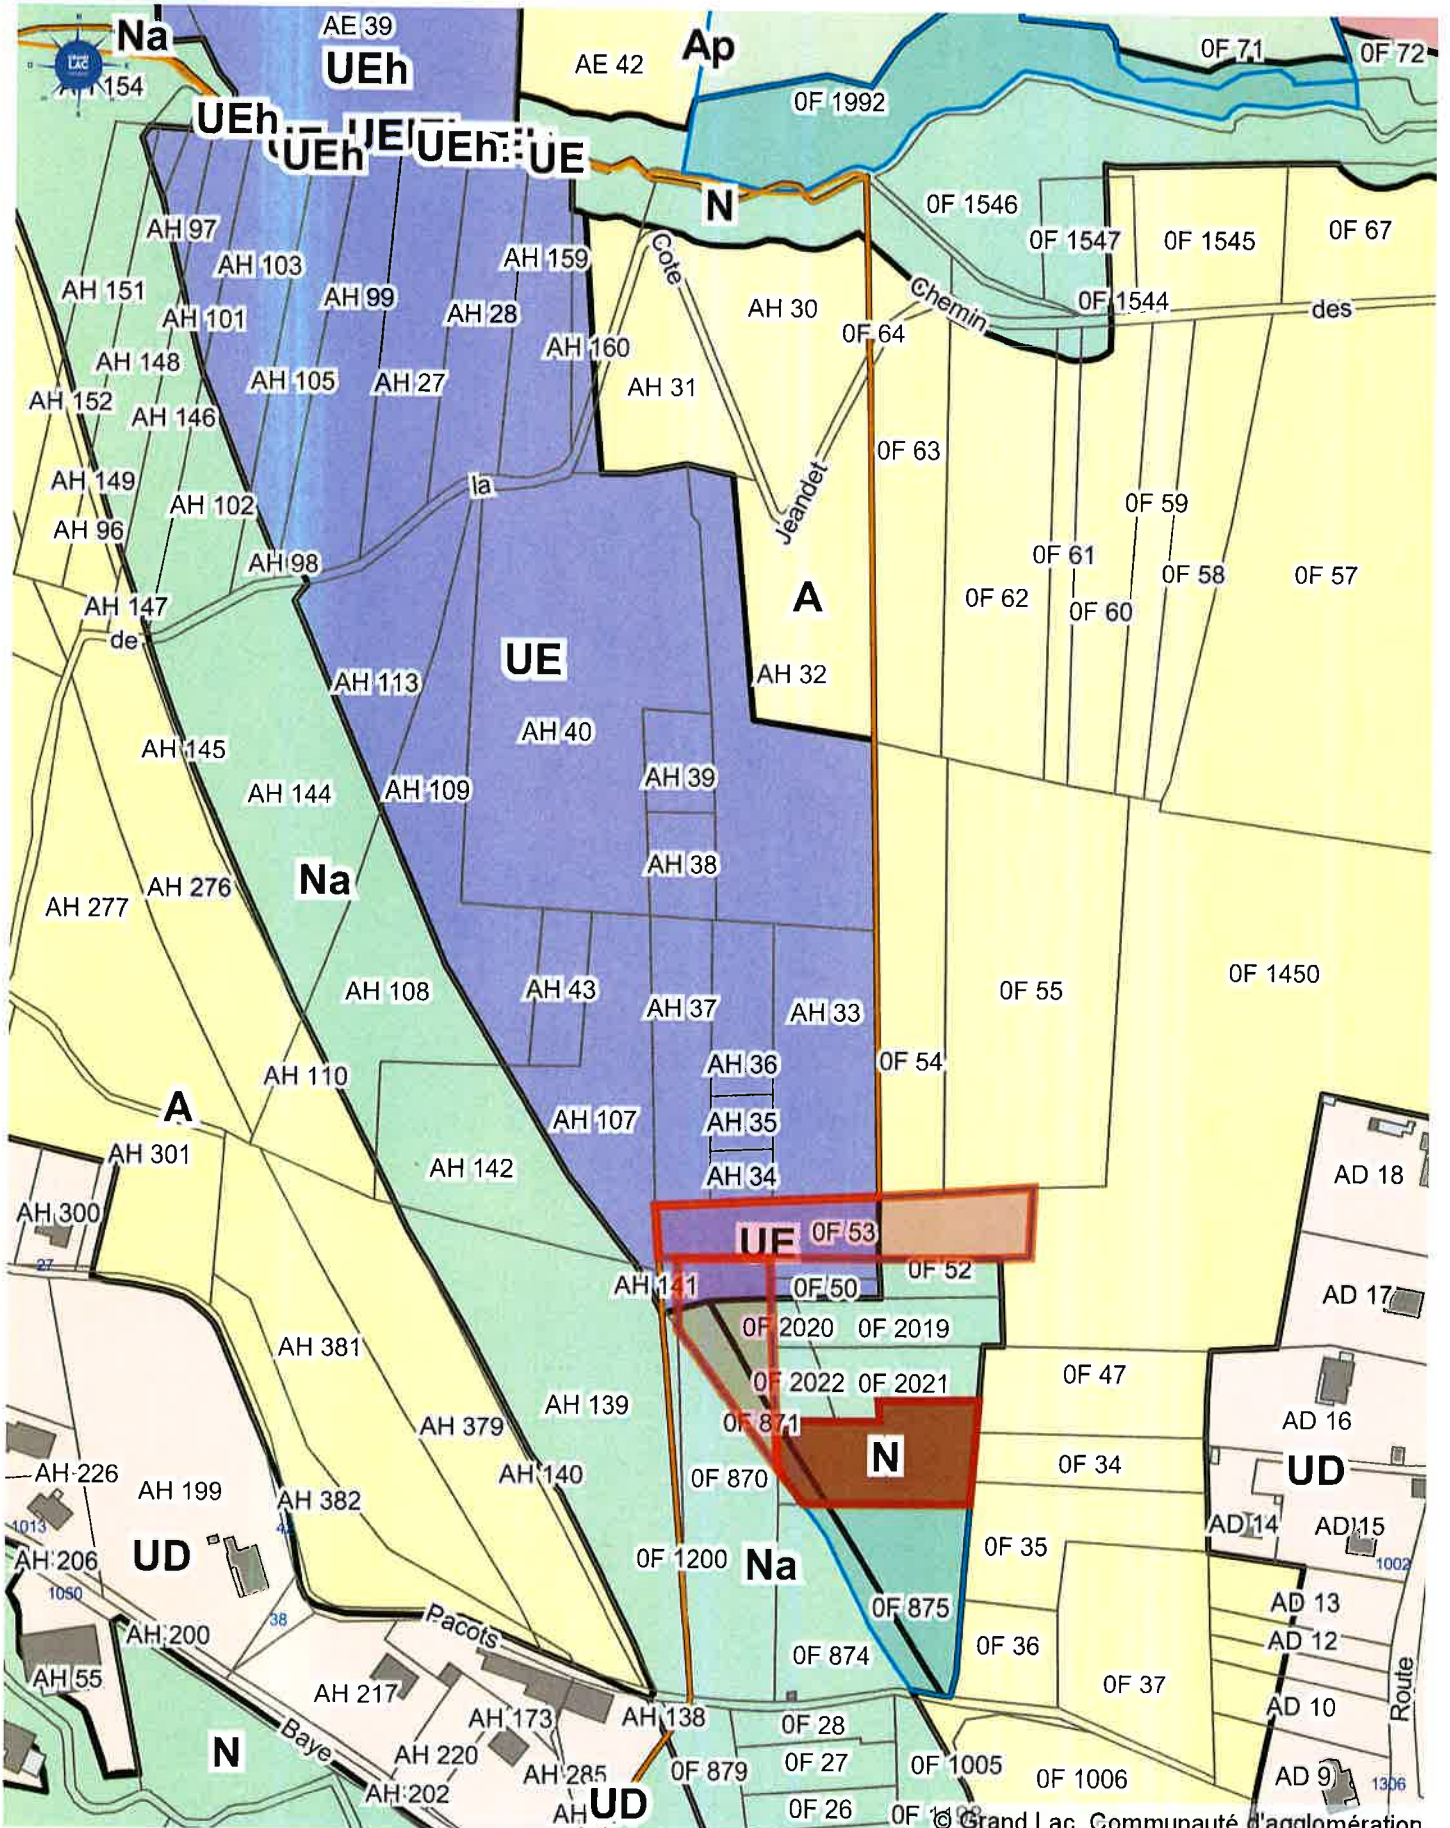 Na
AE 39
UEh
AE 42
Ap
0F 71
0F 72
GRAND
LAC
154
0F 1992
UEh
UEh
UEh
UE
N
0F 1546
0F 1547
0F 1545
0F 67
AH 97
AH 103
AH 159
Cote
AH 151
AH 99
AH 28
AH 30
Chemin
0F 1544
des
AH 101
0F 64
AH 148
AH 160
AH 105
AH 27
AH 31
AH 152
AH 146
0F 63
AH 149
la
Jeandet
AH 102
0F 59
AH 96
AH 98
0F 61
0F 58
0F 57
A
0F 62
0F 60
AH 147
de
UE
AH 113
AH 32
AH 40
AH 145
AH 39
AH 144
AH 109
AH 38
Na
AH 276
AH 277
0F 1450
AH 108
AH 43
0F 55
AH 37
AH 33
AH 36
0F 54
AH 110
A
AH 107
AH 35
AH 301
AH 142
AH 34
AD 18
AH 300
UE
0F 53
27
0F 52
AH 141
0F 50
AD 17
0F 2020
0F 2019
AH 381
0F 2022
0F 2021
0F 47
AH 139
AH 379
0F 871
AD 16
N
AH 226
AH 140
0F 870
0F 34
UD
AH 199
AH 382
1013
AD 14
AD 15
UD
0F 35
AH 206
0F 1200
Na
1002
1050
38
0F 875
AD 13
AH 200
Pacots
0F 36
AD 12
AH 55
0F 874
0F 37
Route
AH 217
AD 10
AH 173
AH 138
0F 28
N
Baye
AH 220
0F 27
0F 1005
AH 285
0F 879
0F 1006
AD 9
1306
AH 202
UD
AH
0F 26
0F
© Grand Lac, Communauté d'agglomération